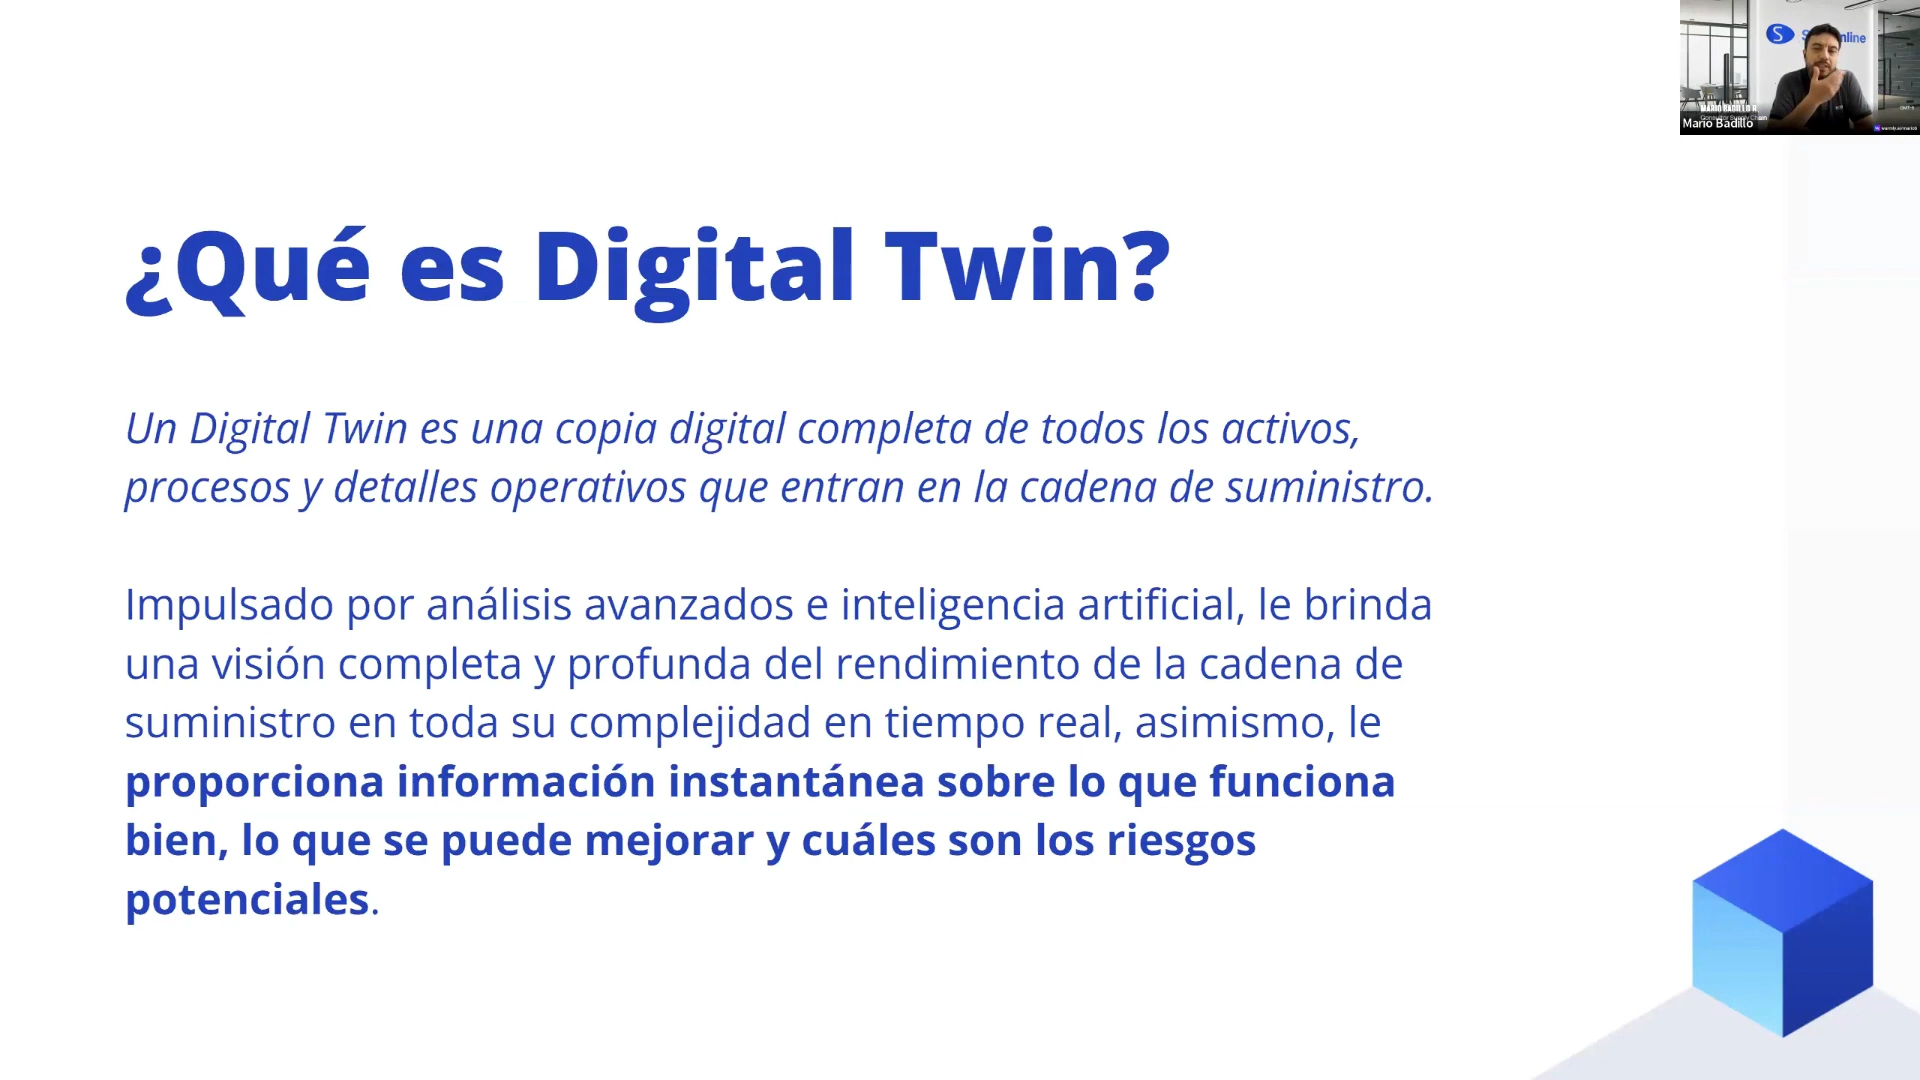 ¿Qué es Digital Twin?
Un Digital Twin es una copia digital completa de todos los activos,
procesos y detalles operativos que entran en la cadena de suministro.
Impulsado por análisis avanzados e inteligencia artificial, le brinda
una visión completa y profunda del rendimiento de la cadena de
suministro en toda su complejidad en tiempo real, asimismo, le
proporciona información instantánea sobre lo que funciona
bien, lo que se puede mejorar y cuáles son los riesgos
potenciales.
MARIO BADILLO R
Mario Badillo